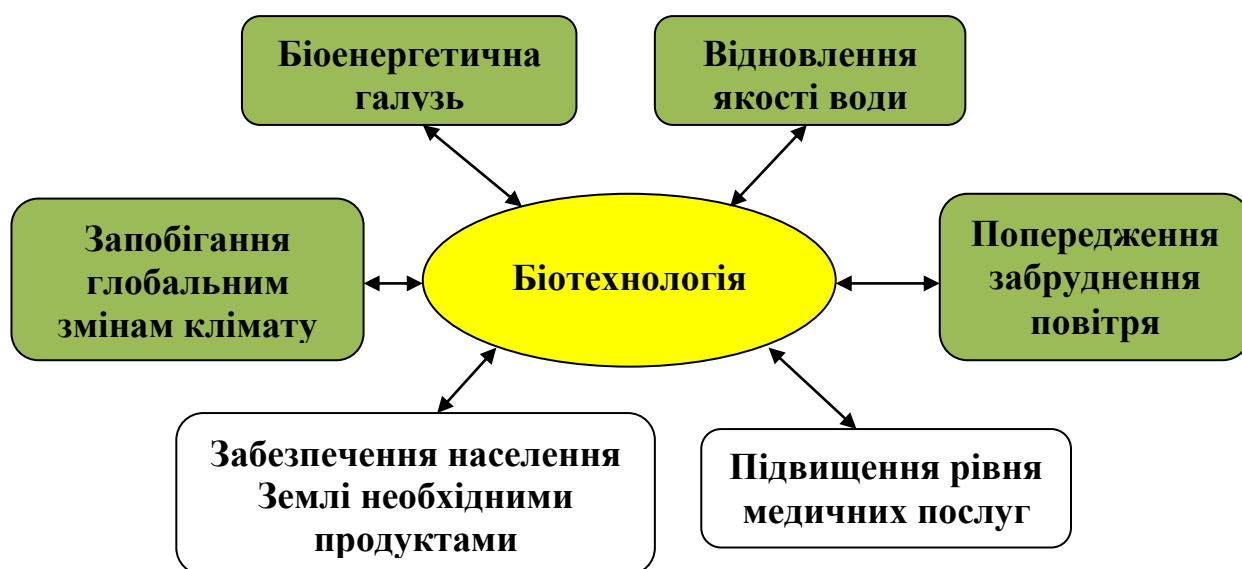 Біоенергетична
галузь
Відновлення
якості води
Запобігання
глобальним
змінам клімату
Біотехнологія
Попередження
забруднення
повітря
Забезпечення населення
Землі необхідними
продуктами
Підвищення рівня
медичних послуг